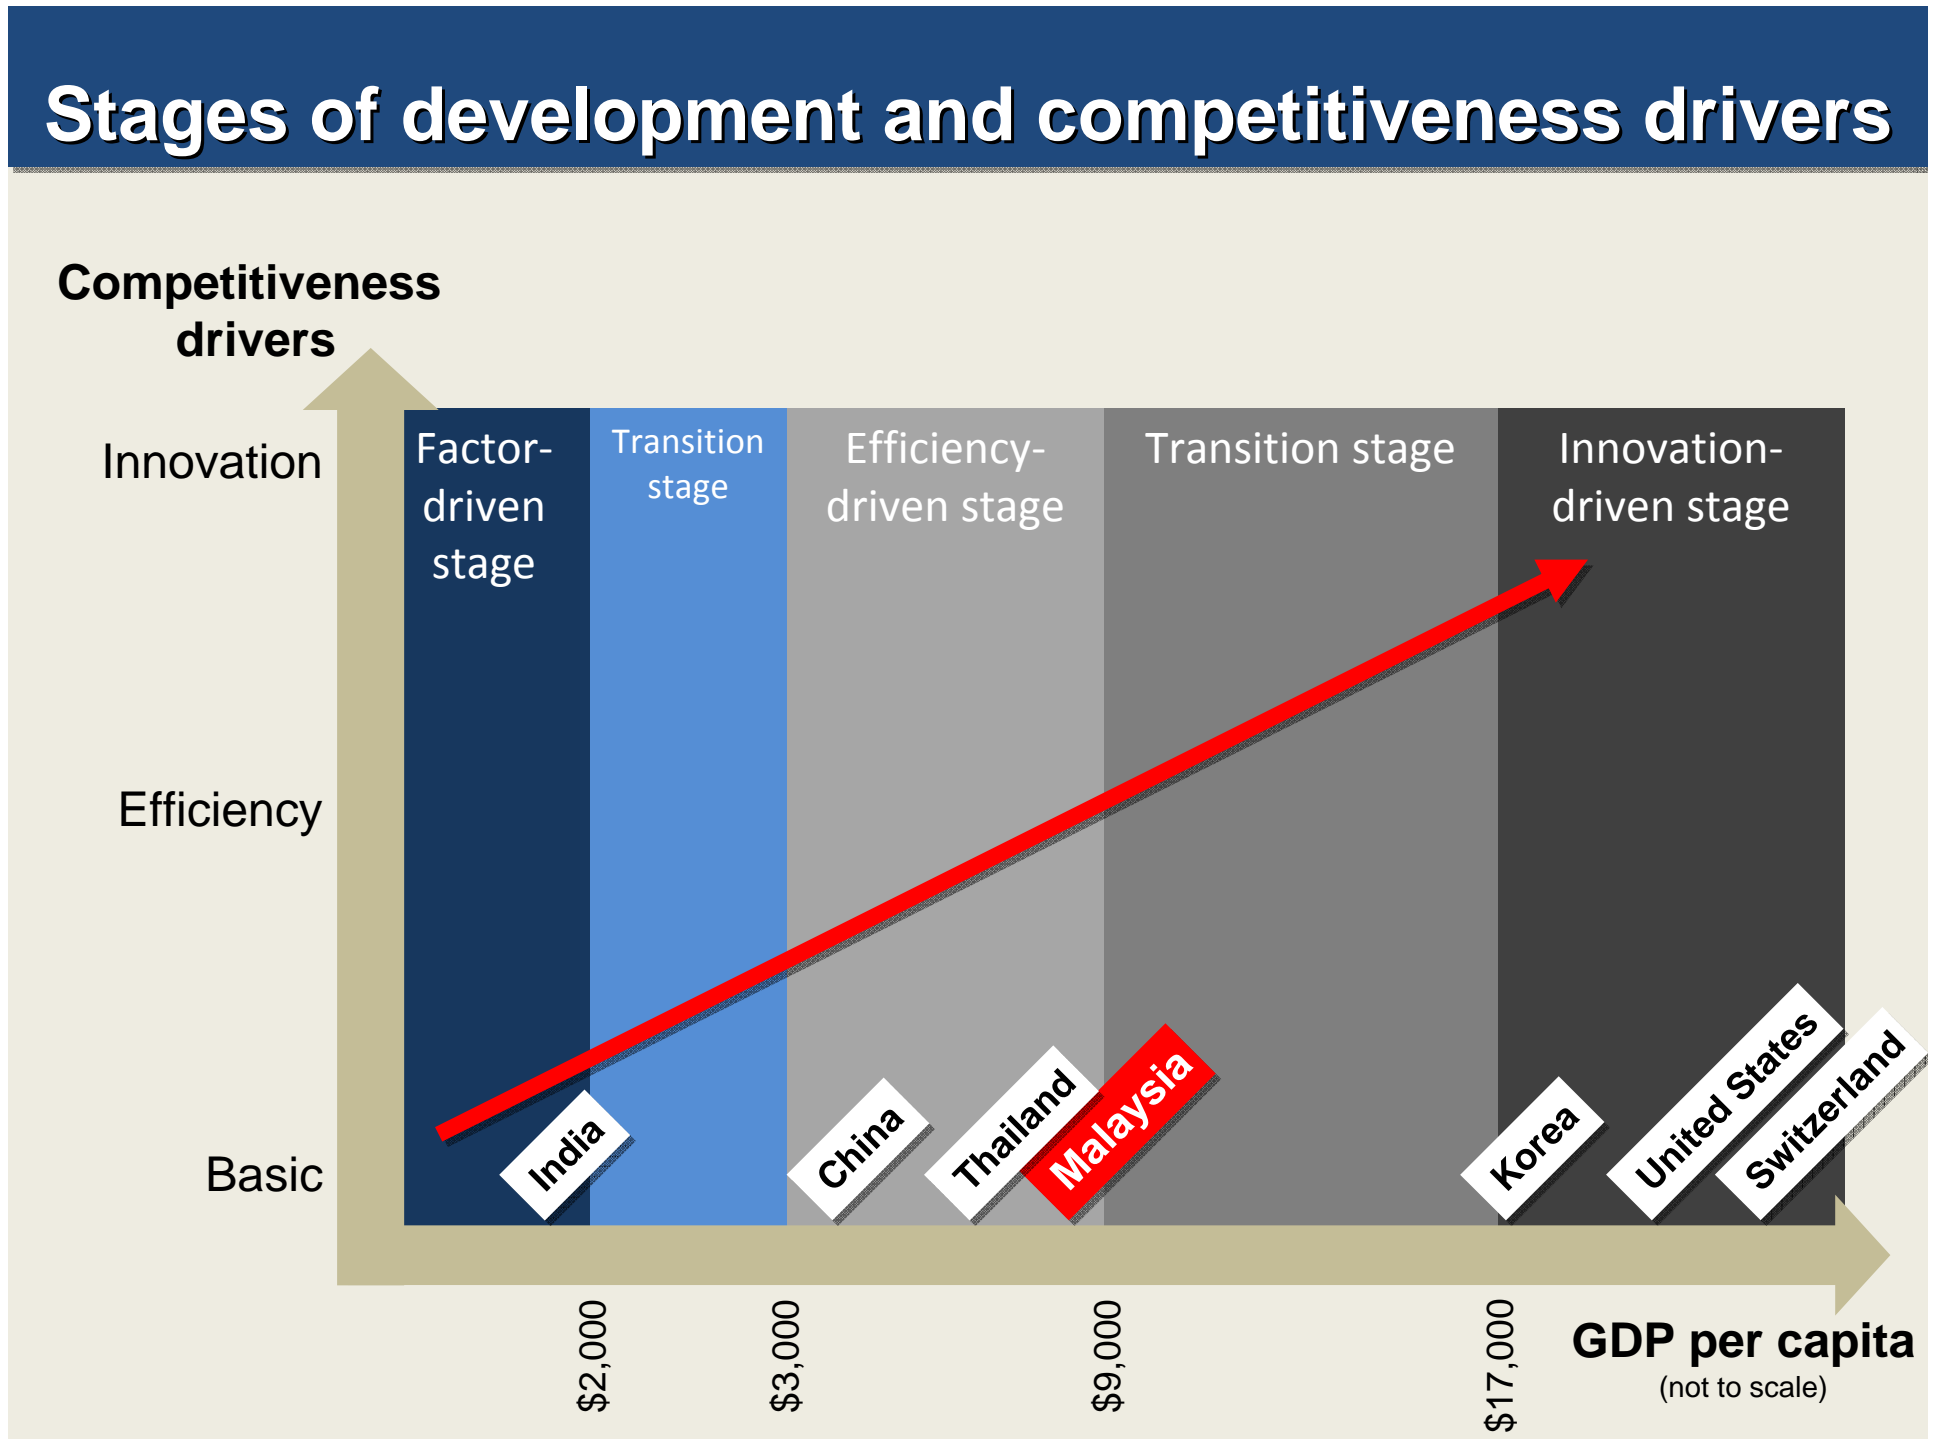 Stages of development and competitiveness drivers
Competitiveness
drivers
Innovation
Efficiency
Basic
Factor-
driven
stage
Transition
stage
Efficiency-
driven stage
Transition stage
Innovation-
driven stage
India
China
Thailand
Malaysia
Korea
United States
Switzerland
$2,000
$3,000
$9,000
$17,000
GDP per capita
(not to scale)